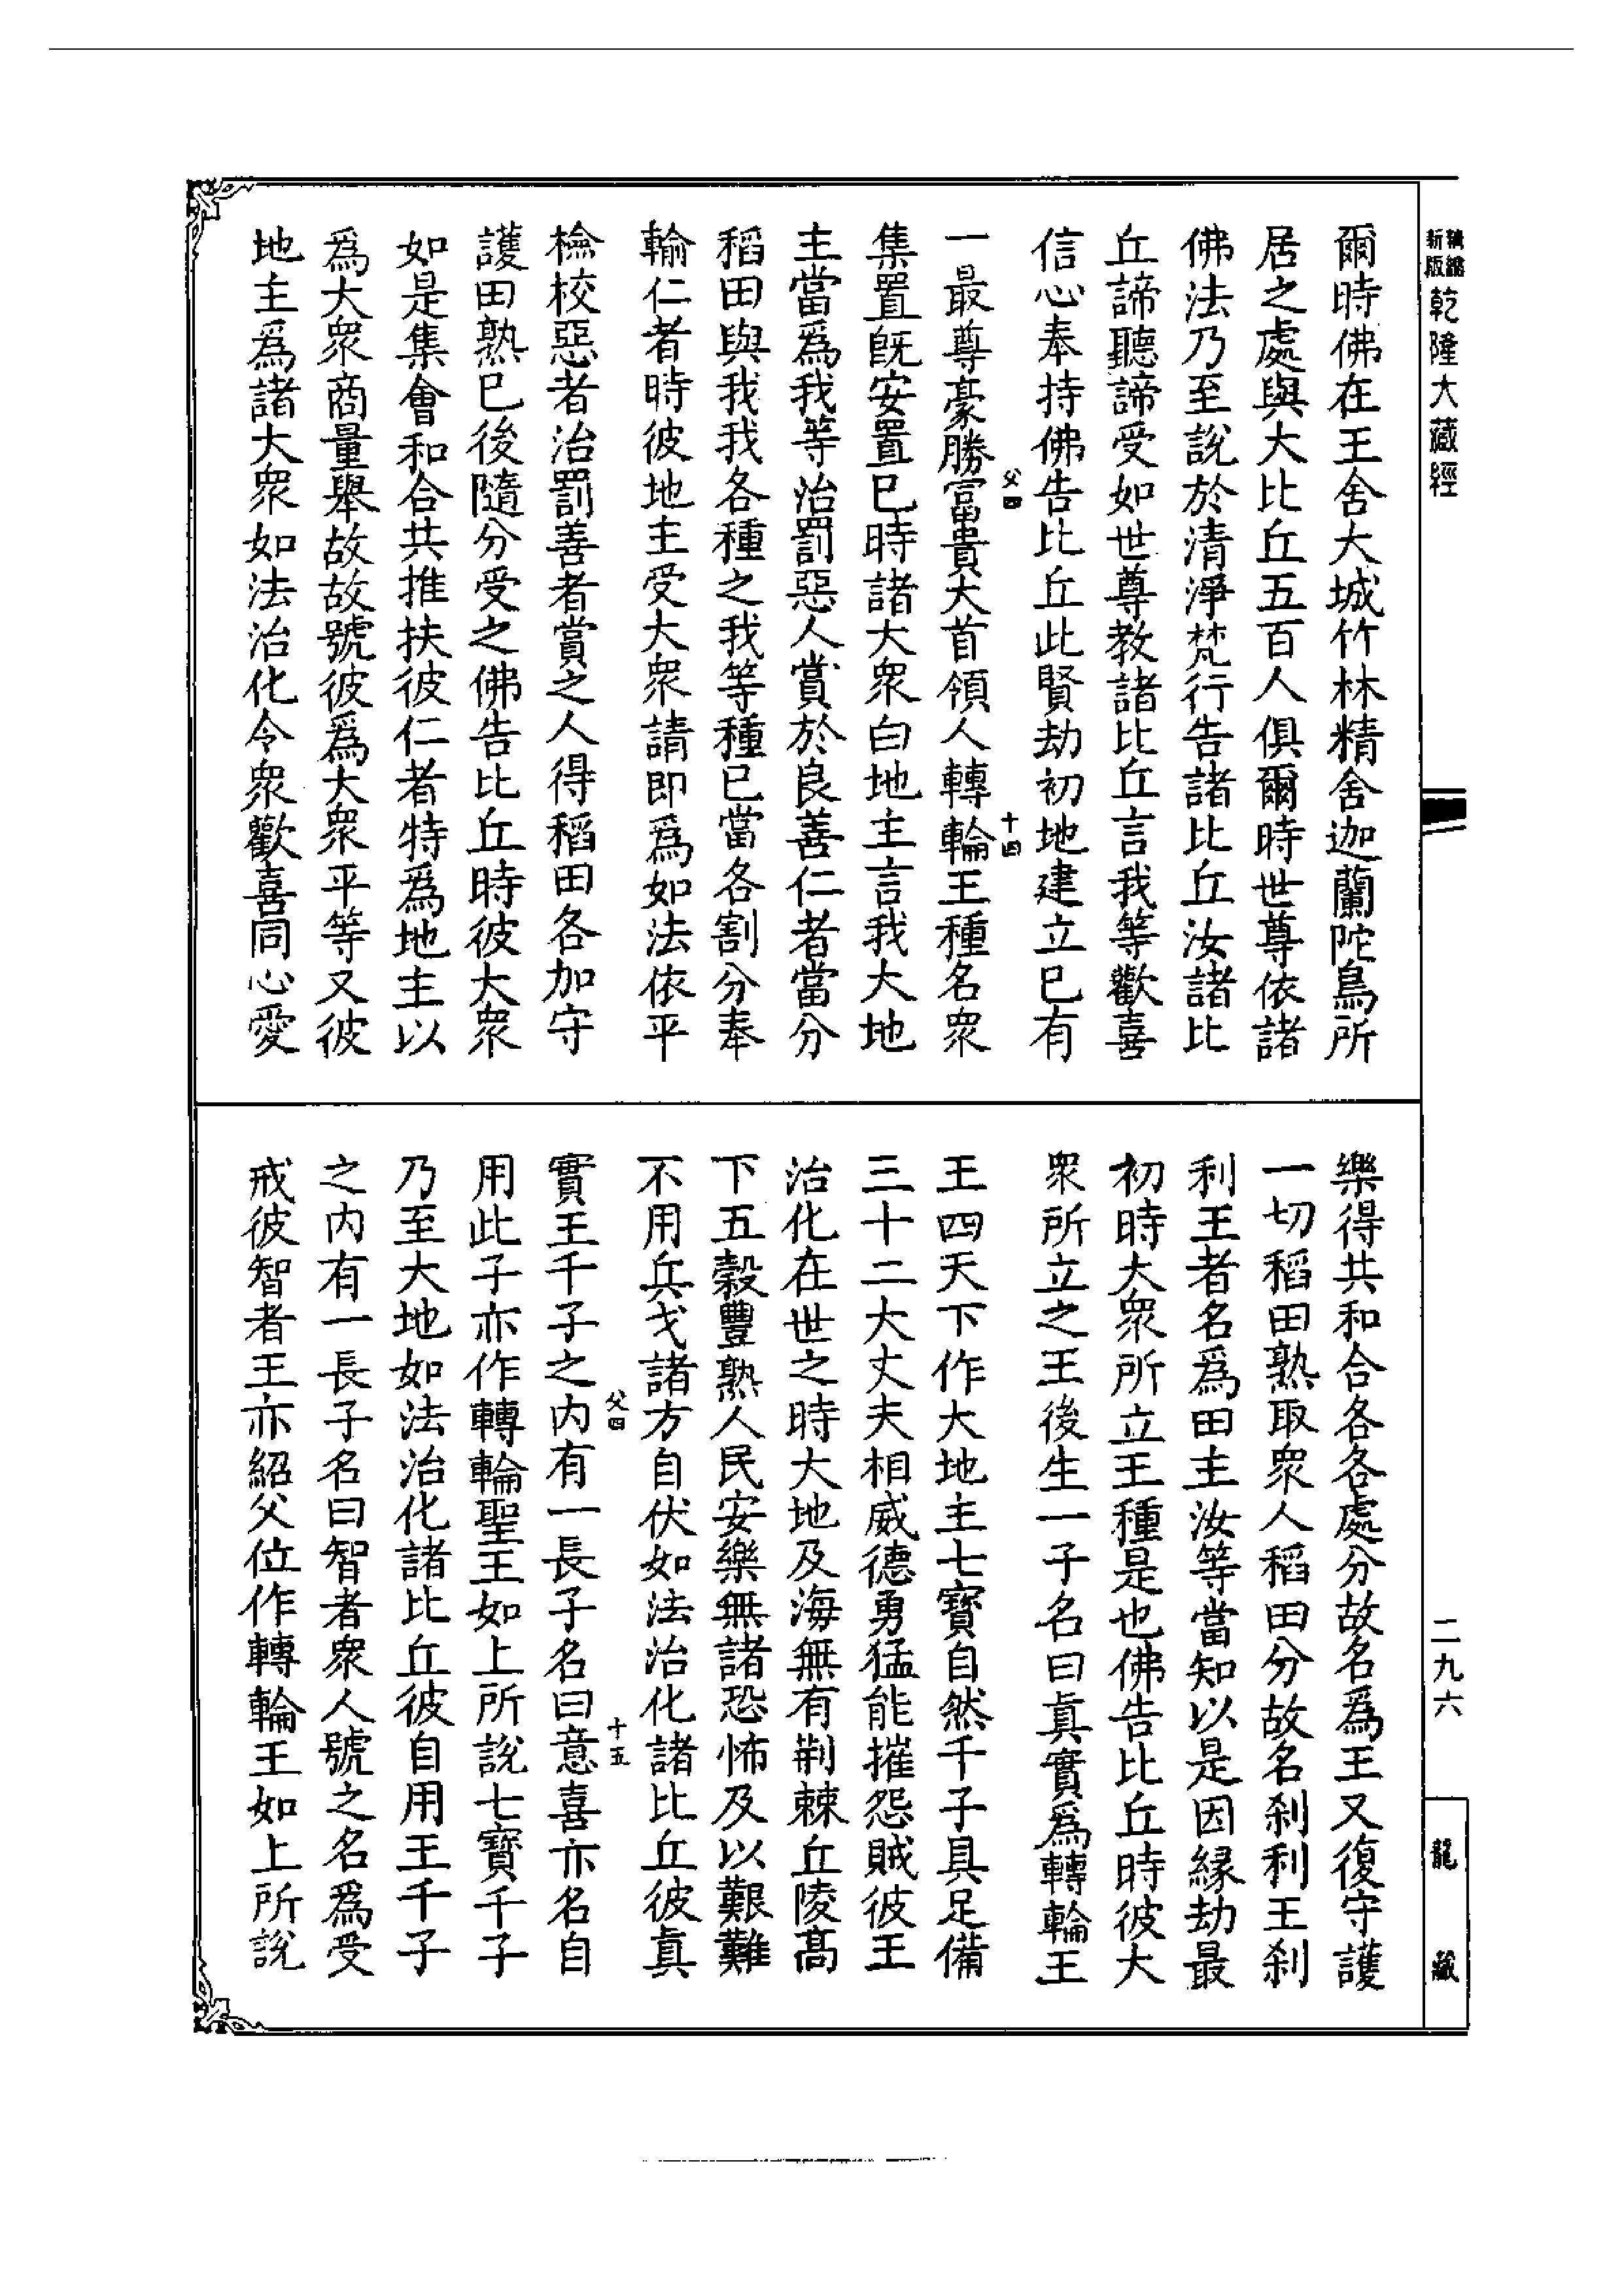 新版精縮乾隆大藏經
爾時佛在王舍大城竹林精舍迦蘭陀鳥所
居之處與大比丘五百人俱爾時世尊依諸
佛法乃至說於清淨梵行告諸比丘汝諸比
丘諦聽諦受如世尊教諸比丘言我等歡喜
信心奉持佛告比丘此賢劫初地建立已有
父四 十四
一最尊豪勝富貴大首領人轉輪王種名衆
集置旣安置已時諸大衆白地主言我大地
主當爲我等治罰惡人賞於良善仁者當分
稻田與我我各種之我等種已當各割分奉
輸仁者時彼地主受大衆請即爲如法依平
檢校惡者治罰善者賞之人得稻田各加守
護田熟已後隨分受之佛告比丘時彼大衆
如是集會和合共推扶彼仁者特爲地主以
爲大衆商量舉故故號彼爲大衆平等又彼
地主爲諸大衆如法治化令衆歡喜同心愛
樂得共和合各各處分故名爲王又復守護
一切稻田熟取衆人稻田分故名刹利王刹
利王者名爲田主汝等當知以是因緣劫最
初時大衆所立王種是也佛告比丘時彼大
衆所立之王後生一子名曰眞實爲轉輪王
王四天下作大地主七寶自然千子具足備
三十二大丈夫相威德勇猛能摧怨賊彼王
治化在世之時大地及海無有荆棘丘陵髙
下五穀豐熟人民安樂無諸恐怖及以艱難
不用兵戈諸方自伏如法治化諸比丘彼眞
父四 十五
實王千子之內有一長子名曰意喜亦名自
用此子亦作轉輪聖王如上所說七寶千子
乃至大地如法治化諸比丘彼自用王千子
之內有一長子名曰智者衆人號之名爲受
戒彼智者王亦紹父位作轉輪王如上所說
二九六
龍藏